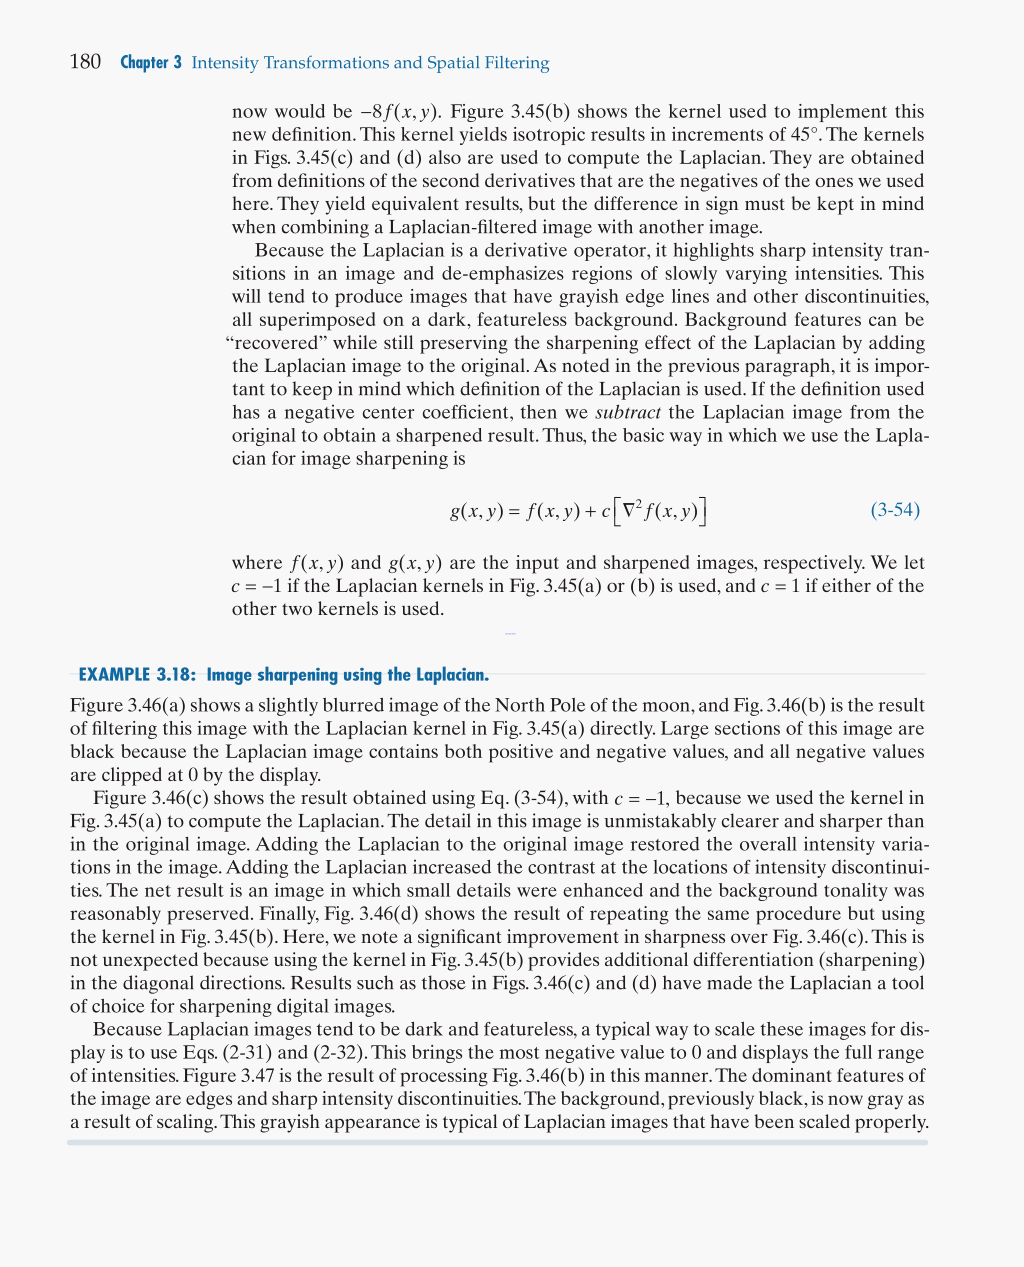 180 Chapter 3 Intensity Transformations and Spatial Filtering
now would be −8f(x, y). Figure 3.45(b) shows the kernel used to implement this
new definition. This kernel yields isotropic results in increments of 45°. The kernels
in Figs. 3.45(c) and (d) also are used to compute the Laplacian. They are obtained
from definitions of the second derivatives that are the negatives of the ones we used
here. They yield equivalent results, but the difference in sign must be kept in mind
when combining a Laplacian-filtered image with another image.
Because the Laplacian is a derivative operator, it highlights sharp intensity tran-
sitions in an image and de-emphasizes regions of slowly varying intensities. This
will tend to produce images that have grayish edge lines and other discontinuities,
all superimposed on a dark, featureless background. Background features can be
“recovered” while still preserving the sharpening effect of the Laplacian by adding
the Laplacian image to the original. As noted in the previous paragraph, it is impor-
tant to keep in mind which definition of the Laplacian is used. If the definition used
has a negative center coefficient, then we subtract the Laplacian image from the
original to obtain a sharpened result. Thus, the basic way in which we use the Lapla-
cian for image sharpening is
g(x, y) = f(x, y) + c[∇²f(x, y)] (3-54)
where f(x, y) and g(x, y) are the input and sharpened images, respectively. We let
c = −1 if the Laplacian kernels in Fig. 3.45(a) or (b) is used, and c = 1 if either of the
other two kernels is used.
EXAMPLE 3.18: Image sharpening using the Laplacian.
Figure 3.46(a) shows a slightly blurred image of the North Pole of the moon, and Fig. 3.46(b) is the result
of filtering this image with the Laplacian kernel in Fig. 3.45(a) directly. Large sections of this image are
black because the Laplacian image contains both positive and negative values, and all negative values
are clipped at 0 by the display.
Figure 3.46(c) shows the result obtained using Eq. (3-54), with c = −1, because we used the kernel in
Fig. 3.45(a) to compute the Laplacian. The detail in this image is unmistakably clearer and sharper than
in the original image. Adding the Laplacian to the original image restored the overall intensity varia-
tions in the image. Adding the Laplacian increased the contrast at the locations of intensity discontinui-
ties. The net result is an image in which small details were enhanced and the background tonality was
reasonably preserved. Finally, Fig. 3.46(d) shows the result of repeating the same procedure but using
the kernel in Fig. 3.45(b). Here, we note a significant improvement in sharpness over Fig. 3.46(c). This is
not unexpected because using the kernel in Fig. 3.45(b) provides additional differentiation (sharpening)
in the diagonal directions. Results such as those in Figs. 3.46(c) and (d) have made the Laplacian a tool
of choice for sharpening digital images.
Because Laplacian images tend to be dark and featureless, a typical way to scale these images for dis-
play is to use Eqs. (2-31) and (2-32). This brings the most negative value to 0 and displays the full range
of intensities. Figure 3.47 is the result of processing Fig. 3.46(b) in this manner. The dominant features of
the image are edges and sharp intensity discontinuities. The background, previously black, is now gray as
a result of scaling. This grayish appearance is typical of Laplacian images that have been scaled properly.